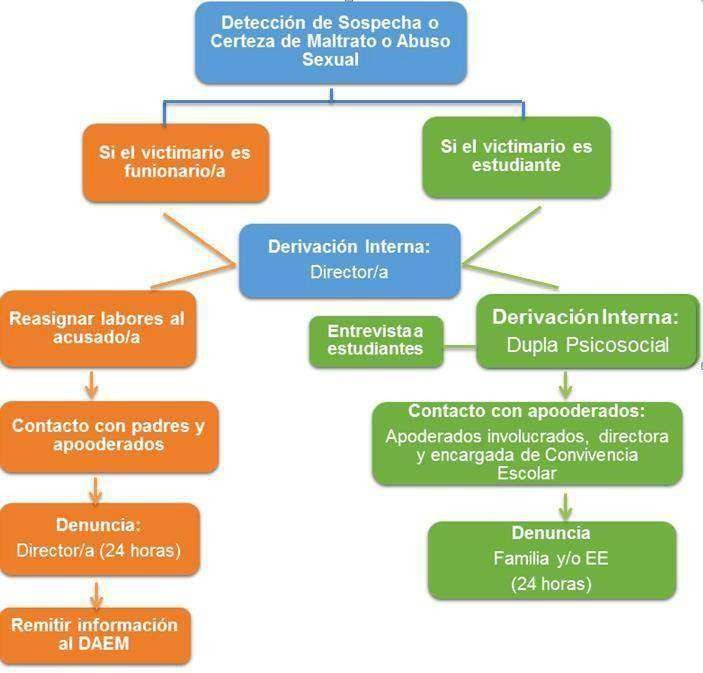 Detección de Sospecha o
Certeza de Maltrato o Abuso
Sexual
Si el victimario es
funionario/a
Si el victimario es
estudiante
Derivación Interna:
Director/a
Reasignar labores al
acusado/a
Entrevista a
estudiantes
Derivación Interna:
Dupla Psicosocial
Contacto con padres y
apooderados
Contacto con apooderados:
Apoderados involucrados, directora
y encargada de Convivencia
Escolar
Denuncia:
Director/a (24 horas)
Denuncia
Familia y/o EE
(24 horas)
Remitir información
al DAEM